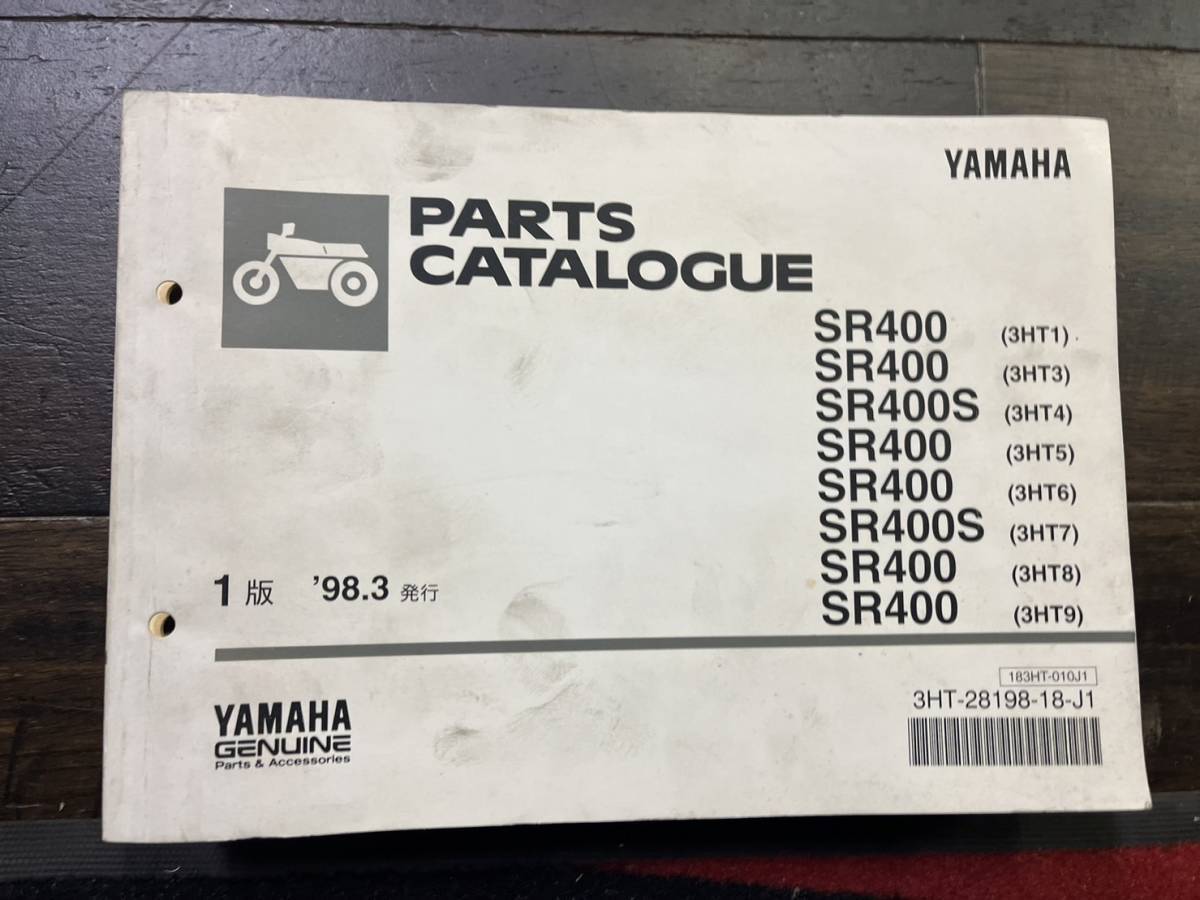 YAMAHA
PARTS
CATALOGUE
SR400 (3HT1)
SR400 (3HT3)
SR400S (3HT4)
SR400 (3HT5)
SR400 (3HT6)
SR400S (3HT7)
SR400 (3HT8)
SR400 (3HT9)
1版 '98.3 発行
183HT-010J1
3HT-28198-18-J1
YAMAHA
GENUINE
Parts & Accessories